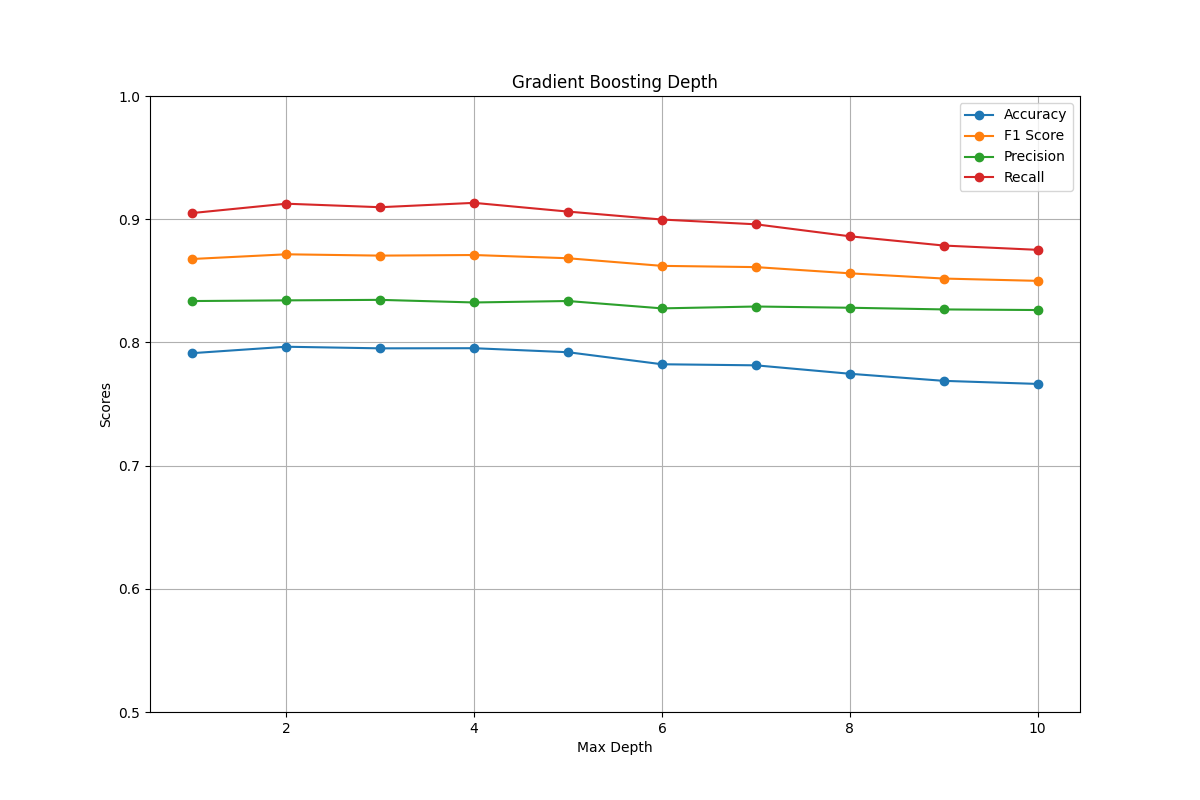 Gradient Boosting Depth
1.0
0.9
0.8
0.7
0.6
0.5
Scores
2
4
6
8
10
Max Depth
Accuracy
F1 Score
Precision
Recall